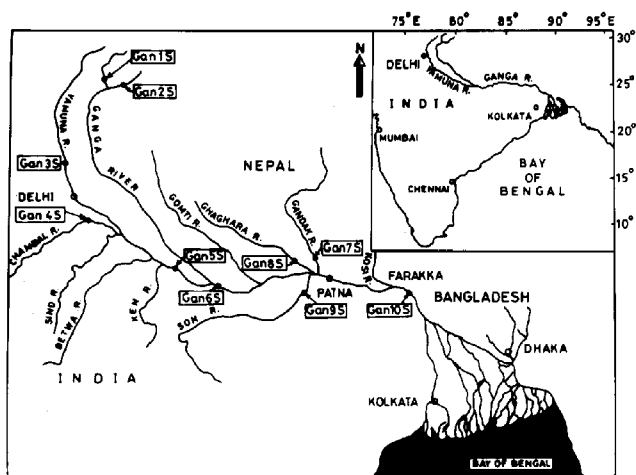 75°E
80°
85°
90°
95°E
30°
25°
20°
15°
10°
N
DELHI
YAMUNA R.
GANGA R.
INDIA
KOLKATA
MUMBAI
BAY
OF
BENGAL
CHENNAI
Gan1S
Gan2S
YAMUNA R.
GANGA
RIVER
Gan3S
DELHI
Gan 4S
NEPAL
GOMTI R.
GHAGHARA R.
GANDAK R.
Gan7S
KOSI R.
CHAMBAL R.
SIND R.
BETWA R.
KEN R.
Gan5S
Gan8S
Gan6S
SON R.
PATNA
Gan9S
FARAKKA
Gan10S
BANGLADESH
DHAKA
INDIA
KOLKATA
BAY OF BENGAL